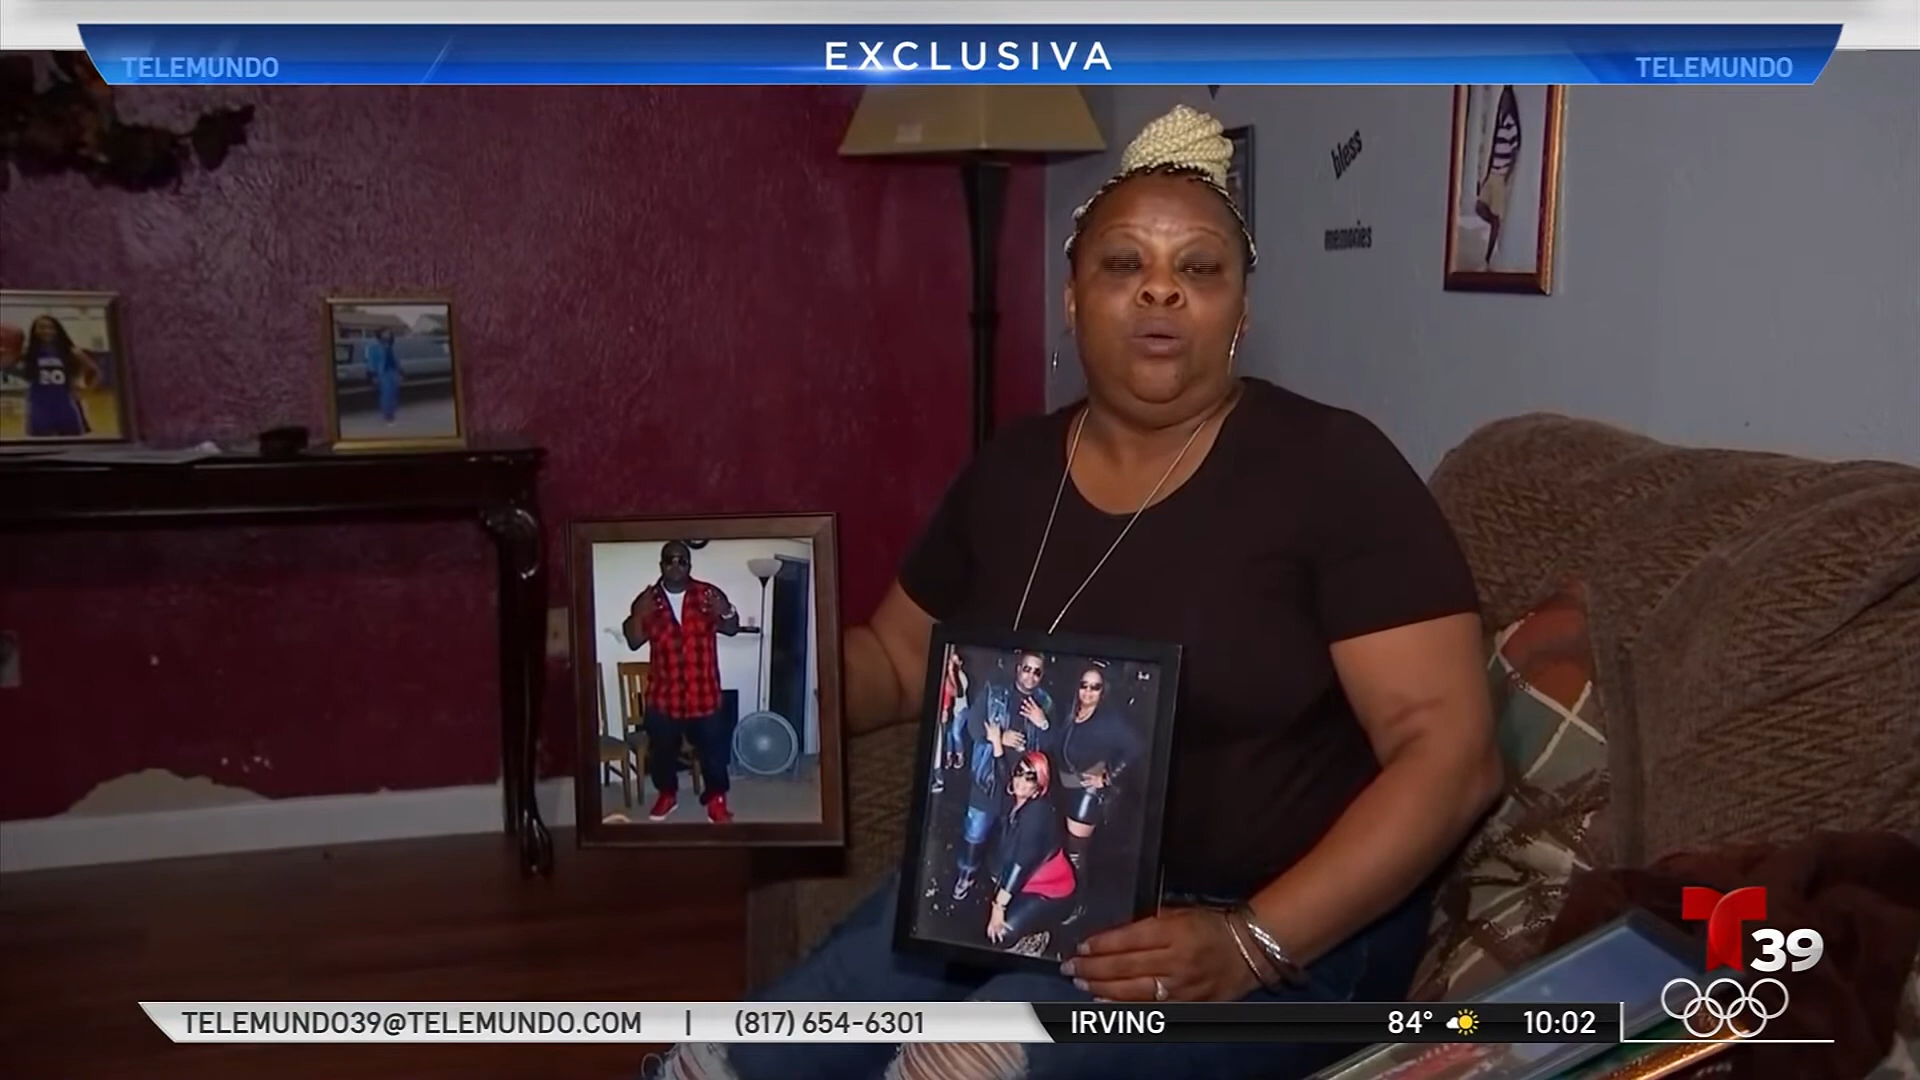 EXCLUSIVA
TELEMUNDO
TELEMUNDO
bless
memories
20
39
TELEMUNDO39@TELEMUNDO.COM | (817) 654-6301
IRVING 84° 10:02